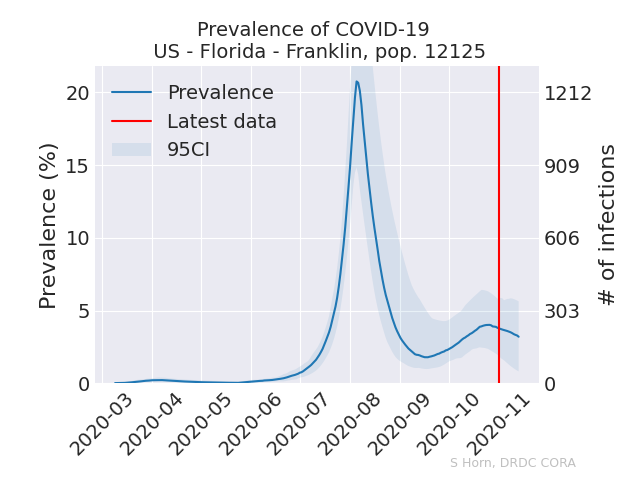 Prevalence of COVID-19
US - Florida - Franklin, pop. 12125
Prevalence
Latest data
95CI
Prevalence (%)
20
15
10
5
0
1212
909
606
303
0
# of infections
2020-03
2020-04
2020-05
2020-06
2020-07
2020-08
2020-09
2020-10
2020-11
S Horn, DRDC CORA